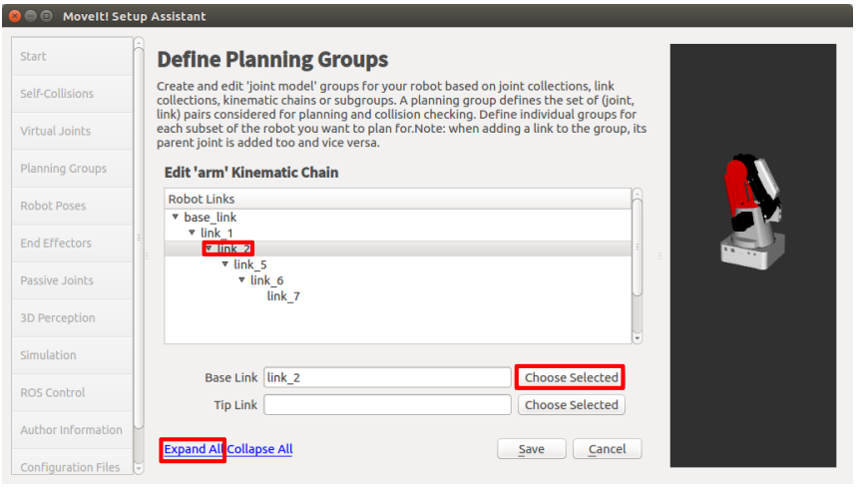 MoveIt! Setup Assistant
Start
Self-Collisions
Virtual Joints
Planning Groups
Robot Poses
End Effectors
Passive Joints
3D Perception
Simulation
ROS Control
Author Information
Configuration Files
Define Planning Groups
Create and edit 'joint model' groups for your robot based on joint collections, link
collections, kinematic chains or subgroups. A planning group defines the set of (joint,
link) pairs considered for planning and collision checking. Define individual groups for
each subset of the robot you want to plan for.Note: when adding a link to the group, its
parent joint is added too and vice versa.
Edit 'arm' Kinematic Chain
Robot Links
base_link
link_1
link_2
link_5
link_6
link_7
Base Link link_2 Choose Selected
Tip Link Choose Selected
Expand All Collapse All Save Cancel